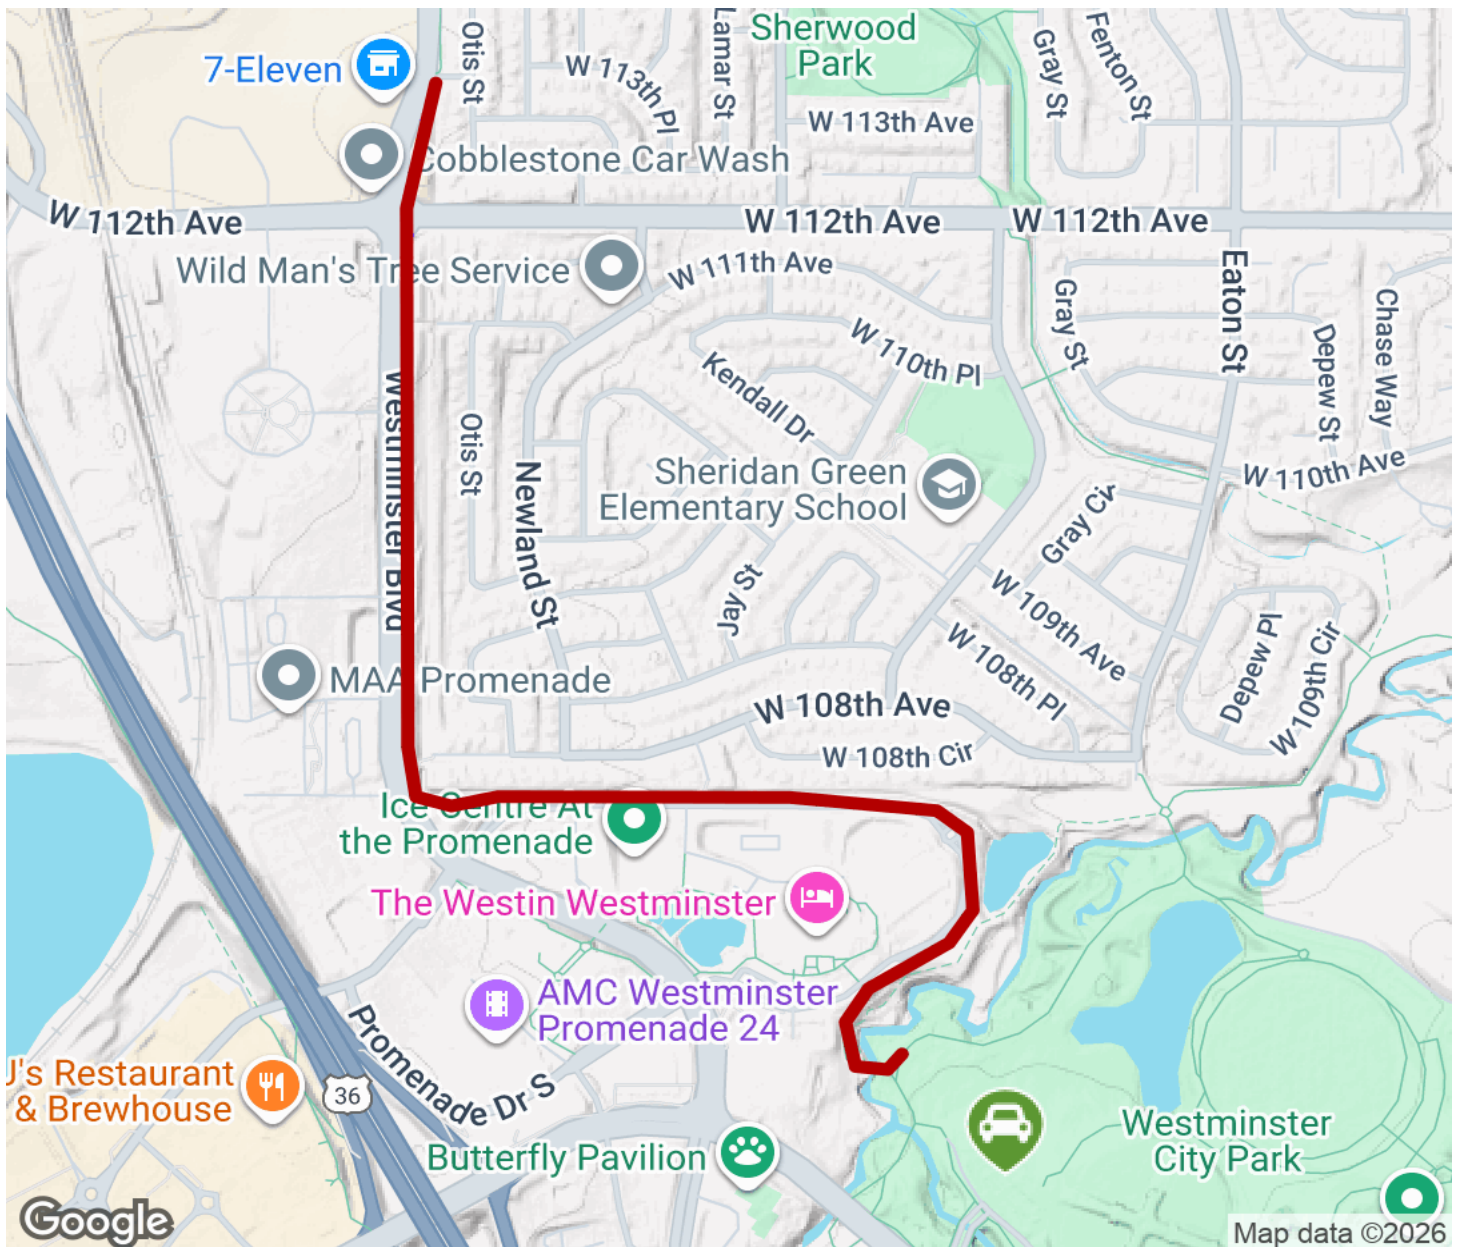 Sherwood
Park
7-Eleven
Otis St
W 113th Pl
Lamar St
Gray St
Fenton St
W 113th Ave
Cobblestone Car Wash
W 112th Ave
W 112th Ave
W 112th Ave
Wild Man's Tree Service
W 111th Ave
Eaton St
Gray St
Chase Way
Depew St
W 110th Pl
Kendall Dr
Westminster Blvd
Otis St
Newland St
Sheridan Green
Elementary School
W 110th Ave
Gray Cir
Jay St
W 109th Ave
W 108th Pl
Depew Pl
W 109th Cir
MAA Promenade
W 108th Ave
W 108th Cir
Ice Centre At
the Promenade
The Westin Westminster
AMC Westminster
Promenade 24
Promenade Dr S
J's Restaurant
& Brewhouse
36
Butterfly Pavilion
Westminster
City Park
Google
Map data ©2026